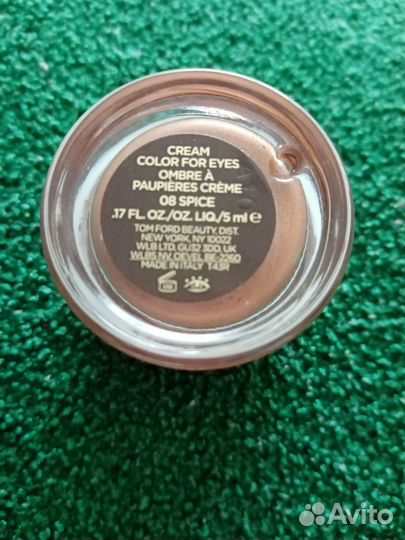 CREAM
COLOR FOR EYES
OMBRE À
PAUPIÈRES CRÈME
08 SPICE
.17 FL. OZ/OZ. LIQ./5 ml ℮
TOM FORD BEAUTY, DIST.
NEW YORK, NY 10022
WLB LTD. GU32 3DD, UK
WLBS NV, OEVEL BE-2260
MADE IN ITALY T43R
Avito